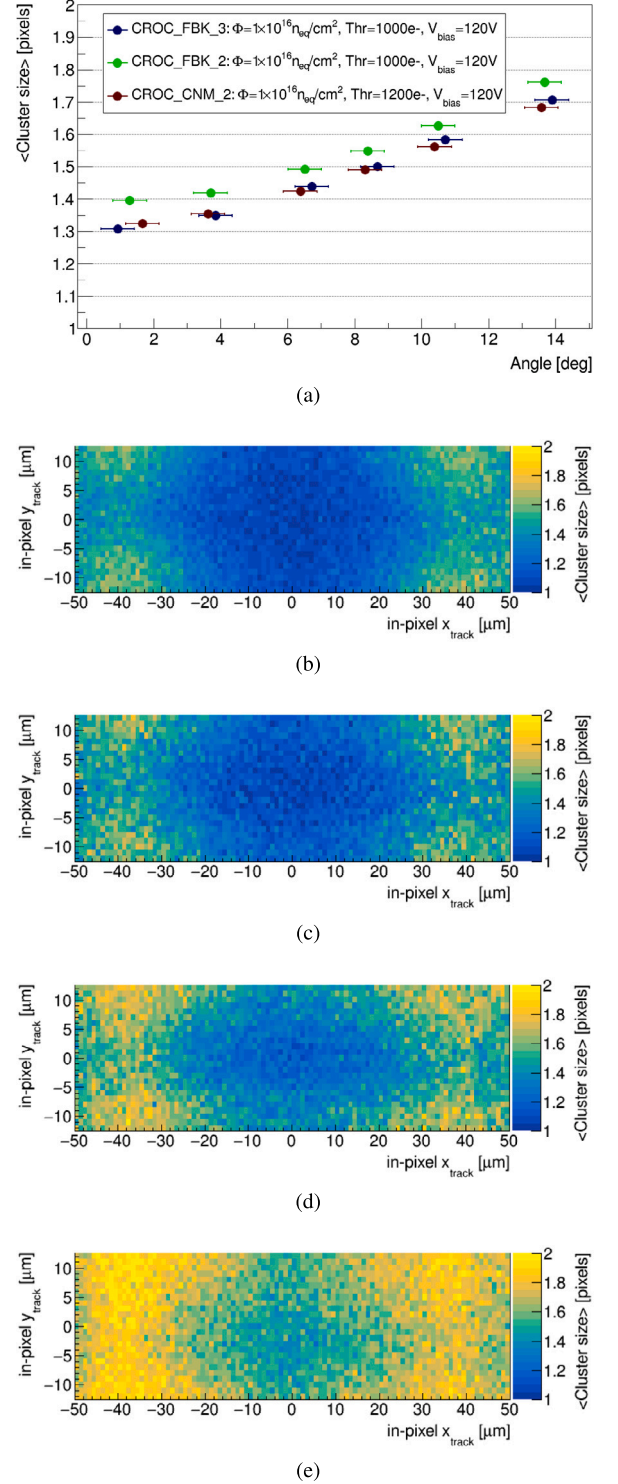 <Cluster size> [pixels]
2
1.9
1.8
1.7
1.6
1.5
1.4
1.3
1.2
1.1
1
CROC_FBK_3: Φ=1×10^16 n_eq/cm², Thr=1000e-, V_bias=120V
CROC_FBK_2: Φ=1×10^16 n_eq/cm², Thr=1000e-, V_bias=120V
CROC_CNM_2: Φ=1×10^16 n_eq/cm², Thr=1200e-, V_bias=120V
0 2 4 6 8 10 12 14
Angle [deg]
(a)
in-pixel y_track [μm]
10
5
0
−5
−10
−50 −40 −30 −20 −10 0 10 20 30 40 50
in-pixel x_track [μm]
2
1.8
1.6
1.4
1.2
1
<Cluster size> [pixels]
(b)
in-pixel y_track [μm]
10
5
0
−5
−10
−50 −40 −30 −20 −10 0 10 20 30 40 50
in-pixel x_track [μm]
2
1.8
1.6
1.4
1.2
1
<Cluster size> [pixels]
(c)
in-pixel y_track [μm]
10
5
0
−5
−10
−50 −40 −30 −20 −10 0 10 20 30 40 50
in-pixel x_track [μm]
2
1.8
1.6
1.4
1.2
1
<Cluster size> [pixels]
(d)
in-pixel y_track [μm]
10
5
0
−5
−10
−50 −40 −30 −20 −10 0 10 20 30 40 50
in-pixel x_track [μm]
2
1.8
1.6
1.4
1.2
1
<Cluster size> [pixels]
(e)